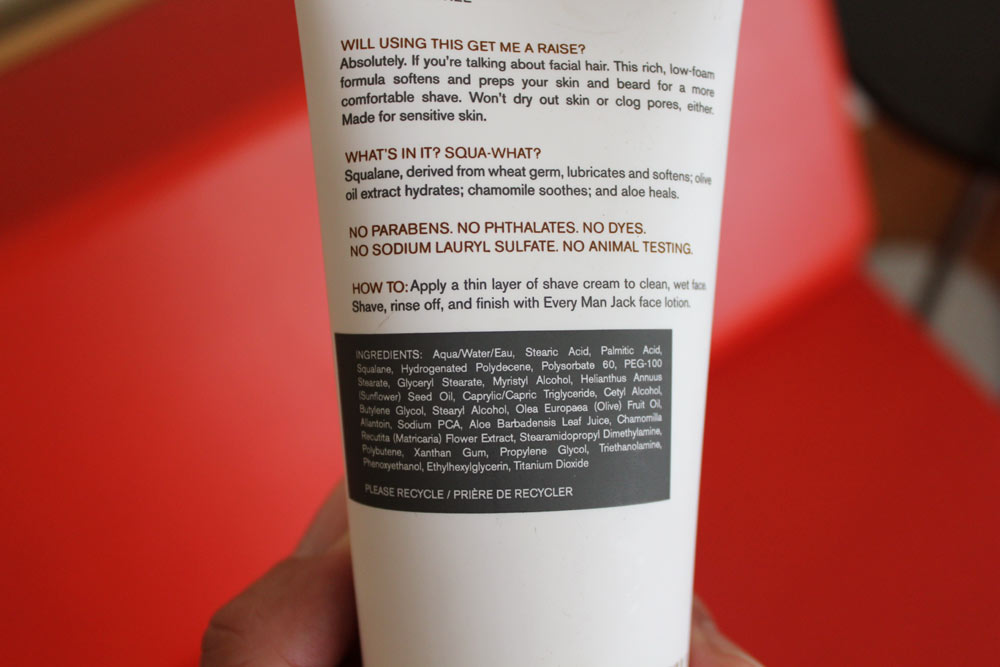 WILL USING THIS GET ME A RAISE?
Absolutely. If you're talking about facial hair. This rich, low-foam
formula softens and preps your skin and beard for a more
comfortable shave. Won't dry out skin or clog pores, either.
Made for sensitive skin.
WHAT'S IN IT? SQUA-WHAT?
Squalane, derived from wheat germ, lubricates and softens; olive
oil extract hydrates; chamomile soothes; and aloe heals.
NO PARABENS. NO PHTHALATES. NO DYES.
NO SODIUM LAURYL SULFATE. NO ANIMAL TESTING.
HOW TO: Apply a thin layer of shave cream to clean, wet face.
Shave, rinse off, and finish with Every Man Jack face lotion.
INGREDIENTS: Aqua/Water/Eau, Stearic Acid, Palmitic Acid,
Squalane, Hydrogenated Polydecene, Polysorbate 60, PEG-100
Stearate, Glyceryl Stearate, Myristyl Alcohol, Helianthus Annuus
(Sunflower) Seed Oil, Caprylic/Capric Triglyceride, Cetyl Alcohol,
Butylene Glycol, Stearyl Alcohol, Olea Europaea (Olive) Fruit Oil,
Allantoin, Sodium PCA, Aloe Barbadensis Leaf Juice, Chamomilla
Recutita (Matricaria) Flower Extract, Stearamidopropyl Dimethylamine,
Polybutene, Xanthan Gum, Propylene Glycol, Triethanolamine,
Phenoxyethanol, Ethylhexylglycerin, Titanium Dioxide
PLEASE RECYCLE / PRIÈRE DE RECYCLER